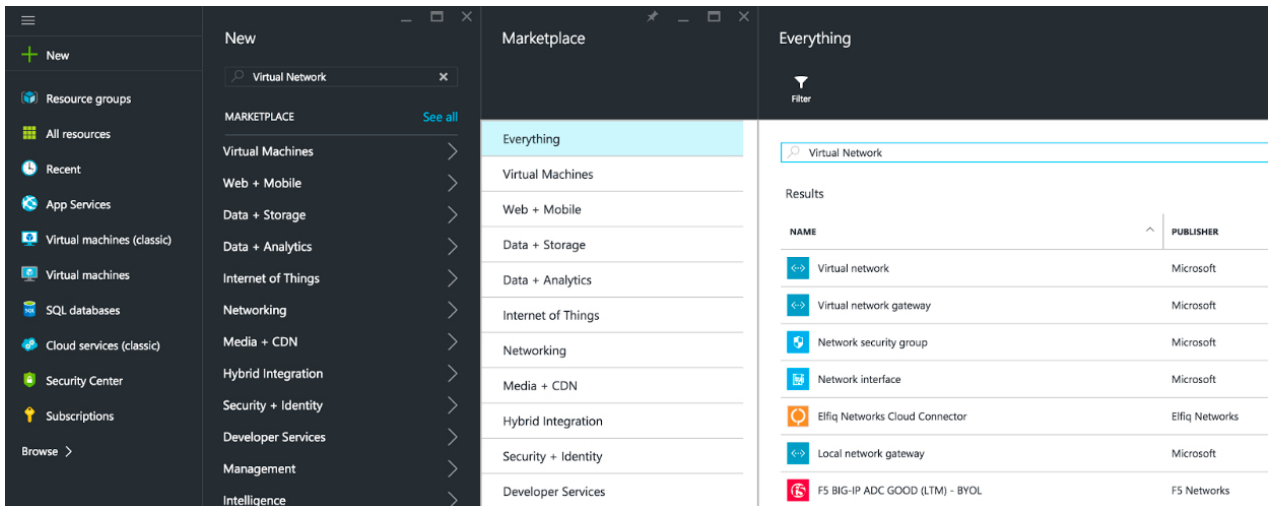 New
Resource groups
All resources
Recent
App Services
Virtual machines (classic)
Virtual machines
SQL databases
Cloud services (classic)
Security Center
Subscriptions
Browse >
New
Virtual Network
MARKETPLACE See all
Virtual Machines
Web + Mobile
Data + Storage
Data + Analytics
Internet of Things
Networking
Media + CDN
Hybrid Integration
Security + Identity
Developer Services
Management
Intelligence
Marketplace
Everything
Virtual Machines
Web + Mobile
Data + Storage
Data + Analytics
Internet of Things
Networking
Media + CDN
Hybrid Integration
Security + Identity
Developer Services
Everything
Filter
Virtual Network
Results
NAME PUBLISHER
Virtual network Microsoft
Virtual network gateway Microsoft
Network security group Microsoft
Network interface Microsoft
Elfiq Networks Cloud Connector Elfiq Networks
Local network gateway Microsoft
F5 BIG-IP ADC GOOD (LTM) - BYOL F5 Networks